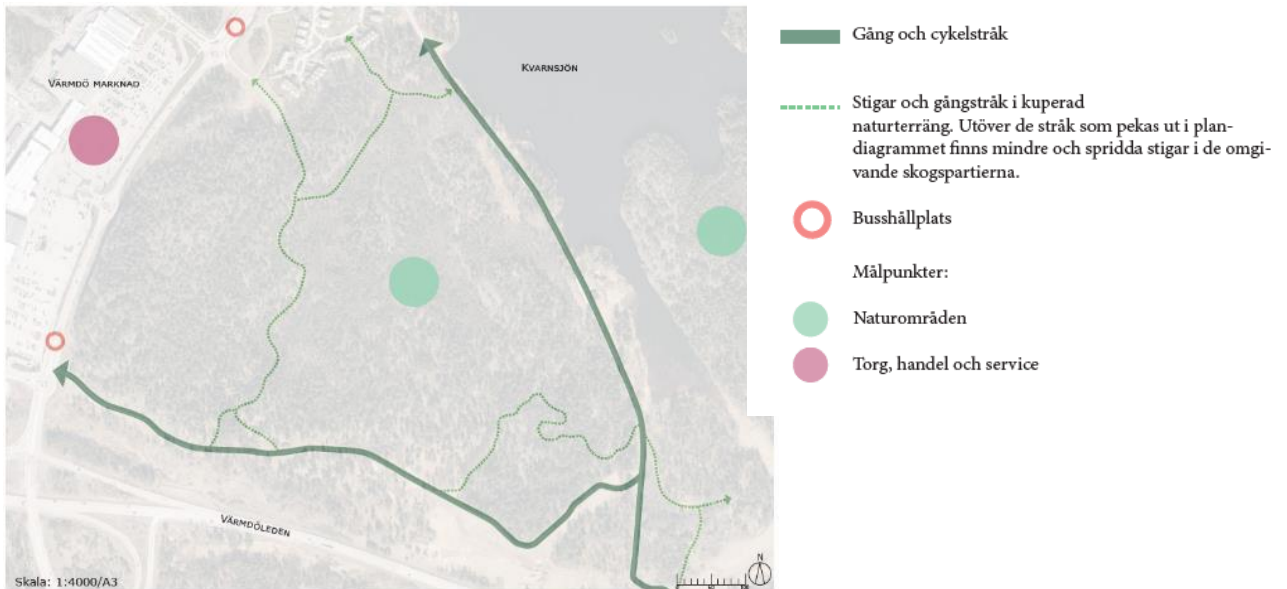 VÄRMDÖ MARKNAD
KVARNSJÖN
VÄRMDÖLEDEN
Skala: 1:4000/A3
N
Gång och cykelstråk
Stigar och gångstråk i kuperad
naturterräng. Utöver de stråk som pekas ut i plan-
diagrammet finns mindre och spridda stigar i de omgi-
vande skogspartierna.
Busshållplats
Målpunkter:
Naturområden
Torg, handel och service